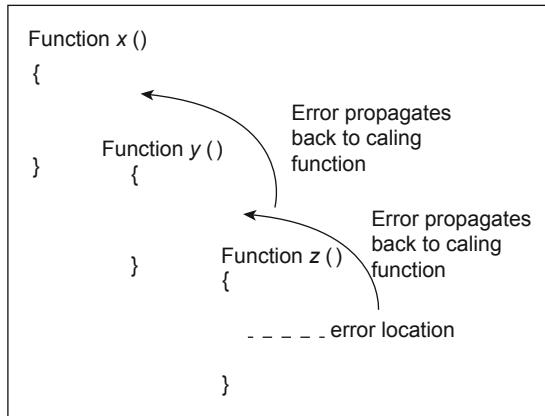 Function x ()
{
Error propagates
back to caling
function
Function y ()
}
{
Error propagates
back to caling
function
Function z ()
}
{
_ _ _ _ _ error location
}